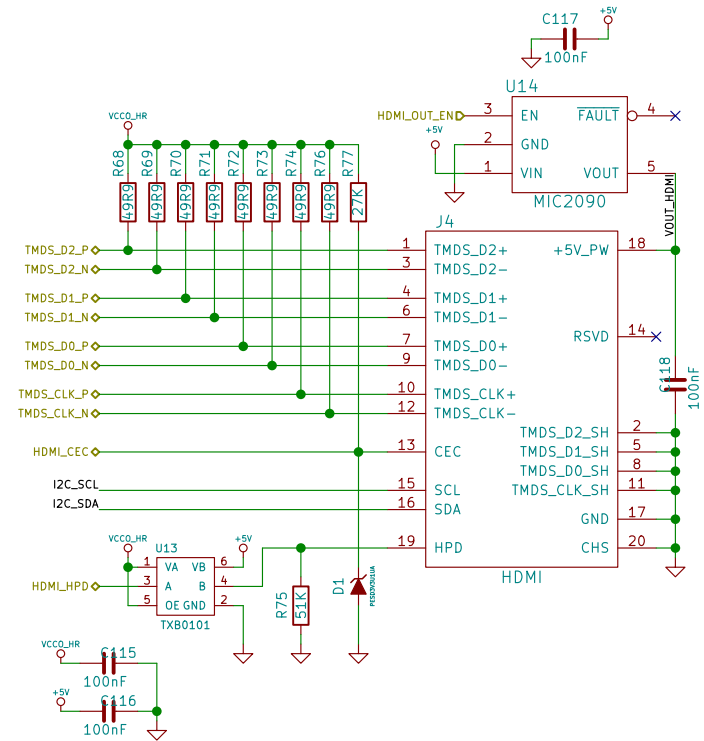 C117
+5V
100nF
U14
HDMI_OUT_EN
3 EN FAULT 4
+5V
2 GND
1 VIN VOUT 5
MIC2090
VOUT_HDMI
VCCO_HR
R68 R69 R70 R71 R72 R73 R74 R76 R77
49R9 49R9 49R9 49R9 49R9 49R9 49R9 49R9 27K
J4
TMDS_D2_P 1 TMDS_D2+ +5V_PW 18
TMDS_D2_N 3 TMDS_D2-
TMDS_D1_P 4 TMDS_D1+
TMDS_D1_N 6 TMDS_D1-
RSVD 14
TMDS_D0_P 7 TMDS_D0+
TMDS_D0_N 9 TMDS_D0-
C118
100nF
TMDS_CLK_P 10 TMDS_CLK+
TMDS_CLK_N 12 TMDS_CLK-
TMDS_D2_SH 2
HDMI_CEC 13 CEC TMDS_D1_SH 5
TMDS_D0_SH 8
I2C_SCL 15 SCL TMDS_CLK_SH 11
I2C_SDA 16 SDA
GND 17
19 HPD CHS 20
HDMI
VCCO_HR
U13
+5V
1 VA VB 6
HDMI_HPD 3 A B 4
5 OE GND 2
TXB0101
R75
51K
D1
PESD3V3U1UA
VCCO_HR
C115
100nF
+5V
C116
100nF